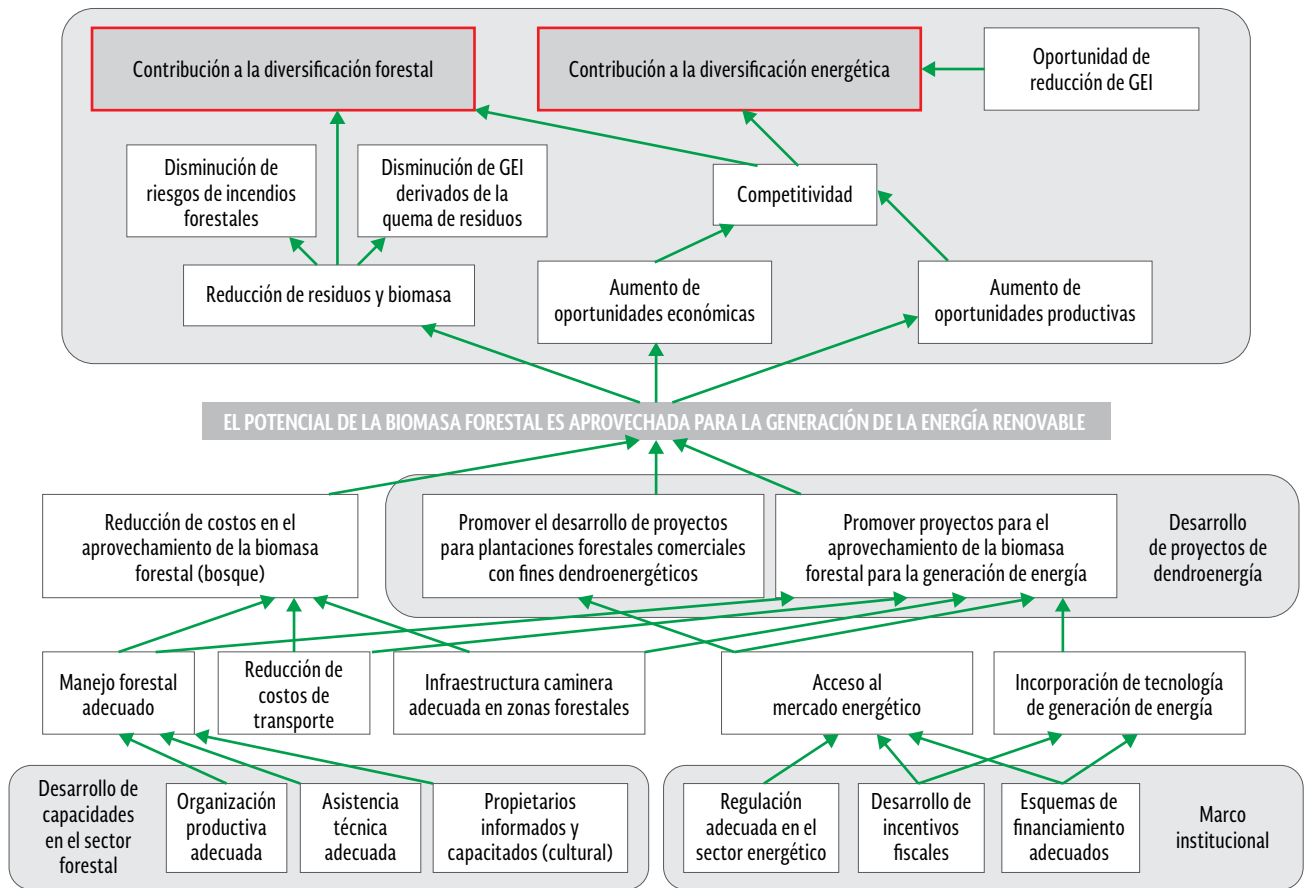 Contribución a la diversificación forestal
Contribución a la diversificación energética
Oportunidad de
reducción de GEI
Disminución de
riesgos de incendios
forestales
Disminución de GEI
derivados de la
quema de residuos
Competitividad
Reducción de residuos y biomasa
Aumento de
oportunidades económicas
Aumento de
oportunidades productivas
EL POTENCIAL DE LA BIOMASA FORESTAL ES APROVECHADA PARA LA GENERACIÓN DE LA ENERGÍA RENOVABLE
Reducción de costos en el
aprovechamiento de la biomasa
forestal (bosque)
Promover el desarrollo de proyectos
para plantaciones forestales comerciales
con fines dendroenergéticos
Promover proyectos para el
aprovechamiento de la biomasa
forestal para la generación de energía
Desarrollo
de proyectos de
dendroenergía
Manejo forestal
adecuado
Reducción de
costos de
transporte
Infraestructura caminera
adecuada en zonas forestales
Acceso al
mercado energético
Incorporación de tecnología
de generación de energía
Desarrollo de
capacidades
en el sector
forestal
Organización
productiva
adecuada
Asistencia
técnica
adecuada
Propietarios
informados y
capacitados (cultural)
Regulación
adecuada en el
sector energético
Desarrollo de
incentivos
fiscales
Esquemas de
financiamiento
adecuados
Marco
institucional